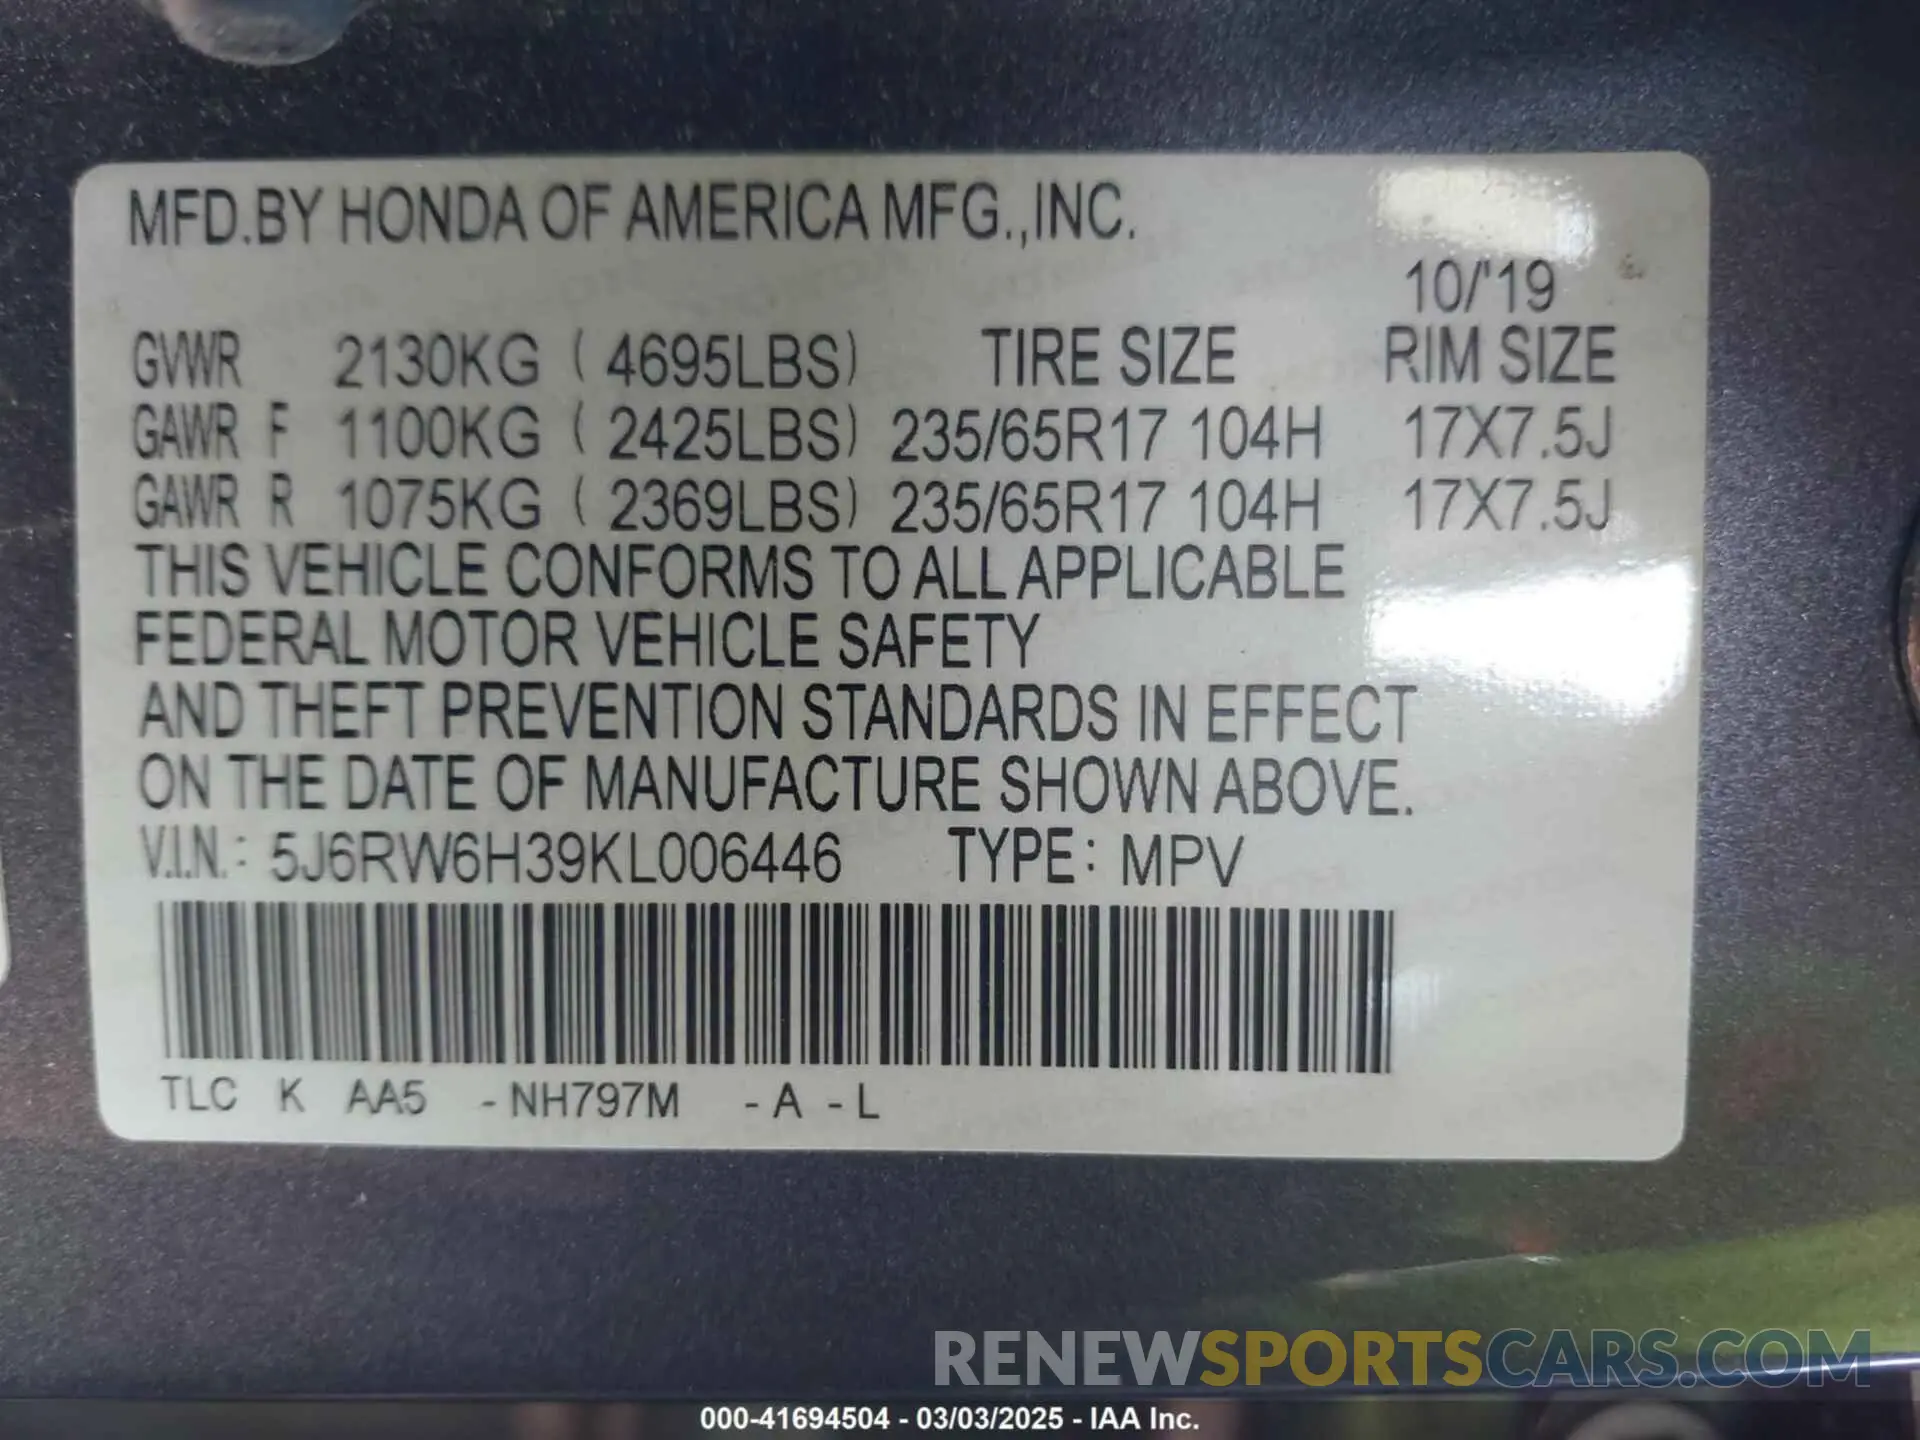 MFD.BY HONDA OF AMERICA MFG.,INC.
10/'19
GVWR 2130KG ( 4695LBS) TIRE SIZE RIM SIZE
GAWR F 1100KG ( 2425LBS) 235/65R17 104H 17X7.5J
GAWR R 1075KG ( 2369LBS) 235/65R17 104H 17X7.5J
THIS VEHICLE CONFORMS TO ALL APPLICABLE
FEDERAL MOTOR VEHICLE SAFETY
AND THEFT PREVENTION STANDARDS IN EFFECT
ON THE DATE OF MANUFACTURE SHOWN ABOVE.
V.I.N.: 5J6RW6H39KL006446 TYPE: MPV
TLC K AA5 -NH797M -A -L
RENEWSPORTSCARS.COM
000-41694504 - 03/03/2025 - IAA Inc.